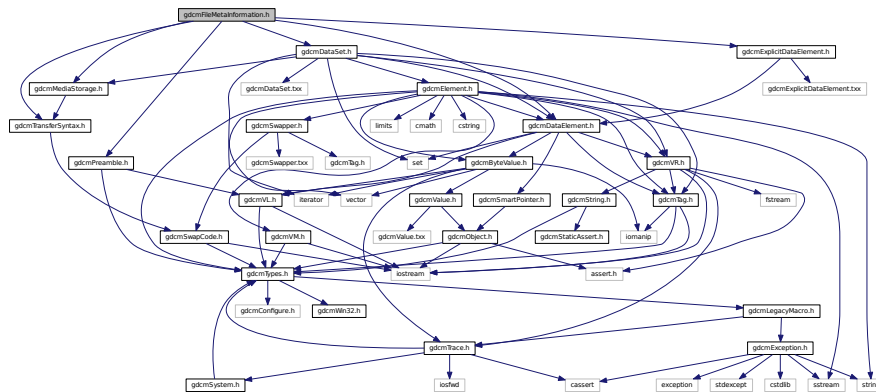 gdcmFileMetaInformation.h
gdcmDataSet.h
gdcmExplicitDataElement.h
gdcmMediaStorage.h
gdcmDataSet.txx
gdcmElement.h
gdcmExplicitDataElement.txx
gdcmTransferSyntax.h
gdcmSwapper.h
limits
cmath
cstring
gdcmDataElement.h
gdcmPreamble.h
gdcmSwapper.txx
gdcmTag.h
set
gdcmByteValue.h
gdcmVR.h
gdcmVL.h
iterator
vector
gdcmValue.h
gdcmSmartPointer.h
gdcmString.h
gdcmTag.h
fstream
gdcmSwapCode.h
gdcmVM.h
gdcmValue.txx
gdcmObject.h
gdcmStaticAssert.h
iomanip
gdcmTypes.h
iostream
assert.h
gdcmConfigure.h
gdcmWin32.h
gdcmLegacyMacro.h
gdcmTrace.h
gdcmException.h
gdcmSystem.h
iosfwd
cassert
exception
stdexcept
cstdlib
sstream